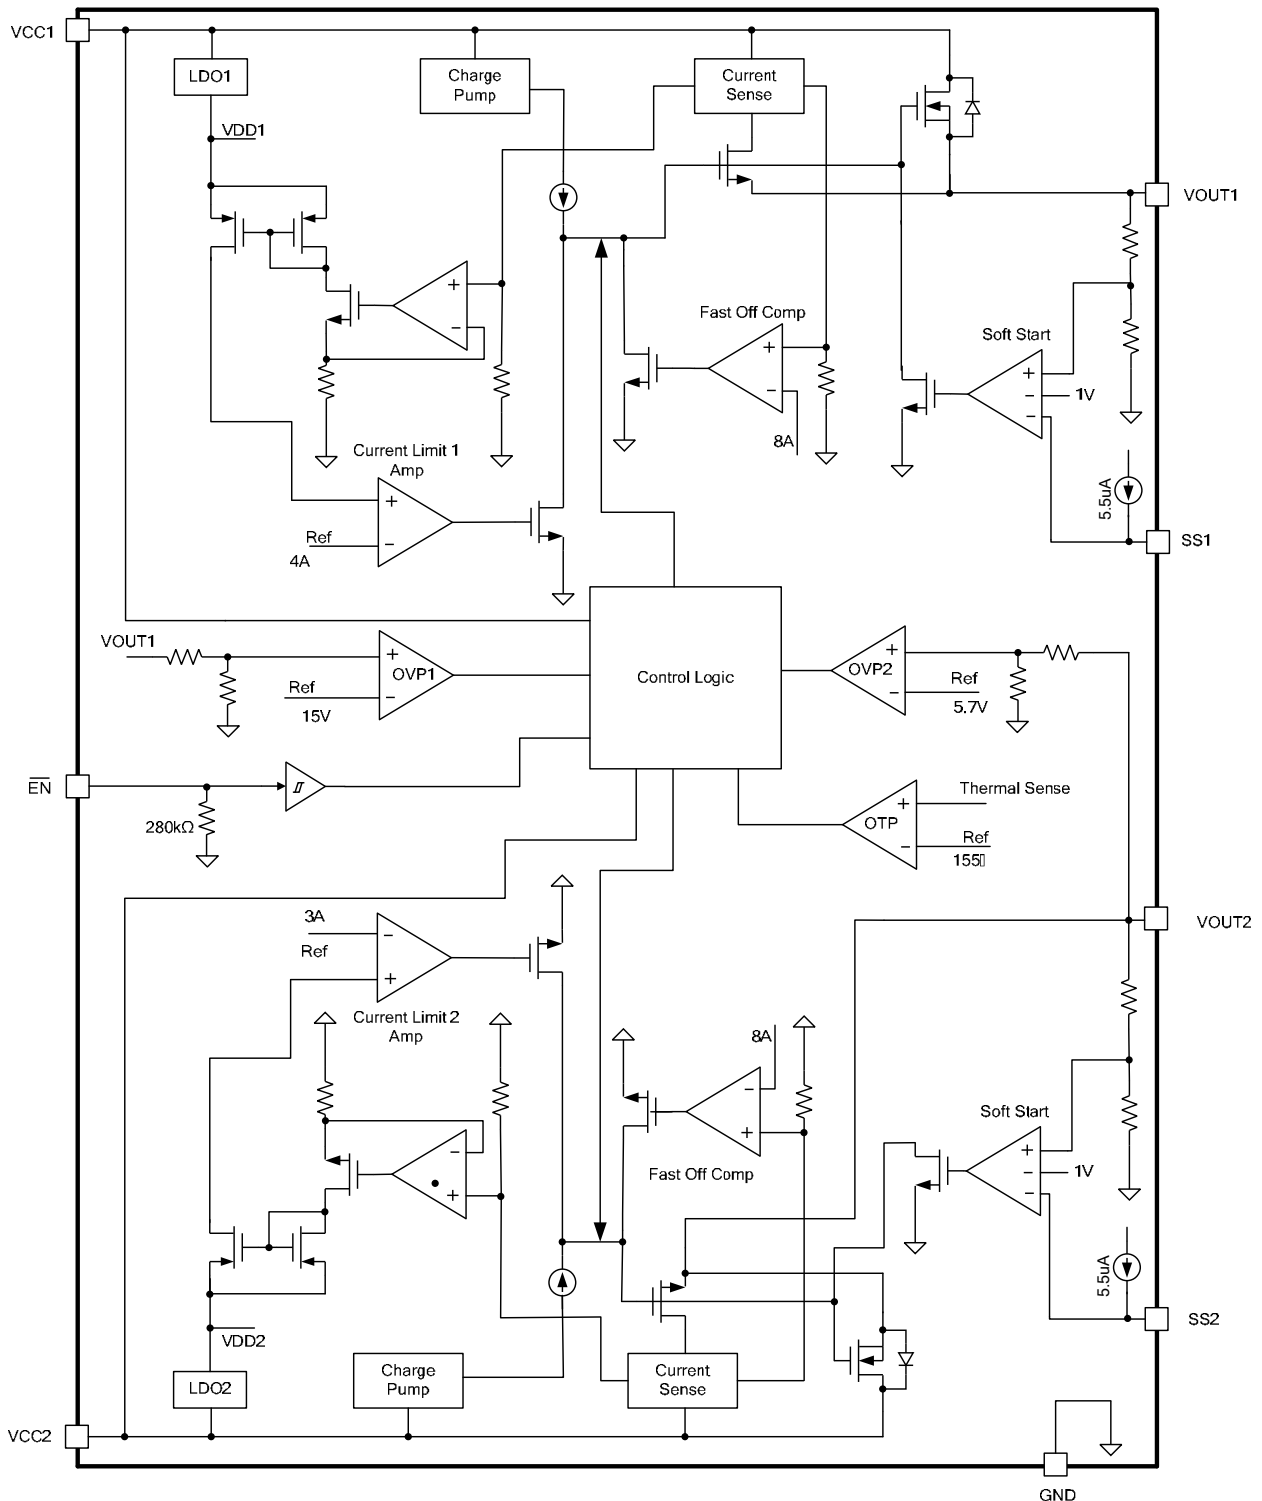 VCC1
LDO1
Charge
Pump
Current
Sense
VDD1
VOUT1
+
−
Fast Off Comp
+
−
8A
Soft Start
+
−
1V
−
Current Limit 1
Amp
+
Ref
−
4A
5.5uA
SS1
VOUT1
+
OVP1
Ref
−
15V
Control Logic
+
OVP2
Ref
−
5.7V
EN
280kΩ
Thermal Sense
+
OTP
Ref
−
155▯
3A
−
Ref
+
Current Limit 2
Amp
VOUT2
8A
−
+
Fast Off Comp
Soft Start
+
−
1V
−
−
+
5.5uA
SS2
VDD2
LDO2
Charge
Pump
Current
Sense
VCC2
GND